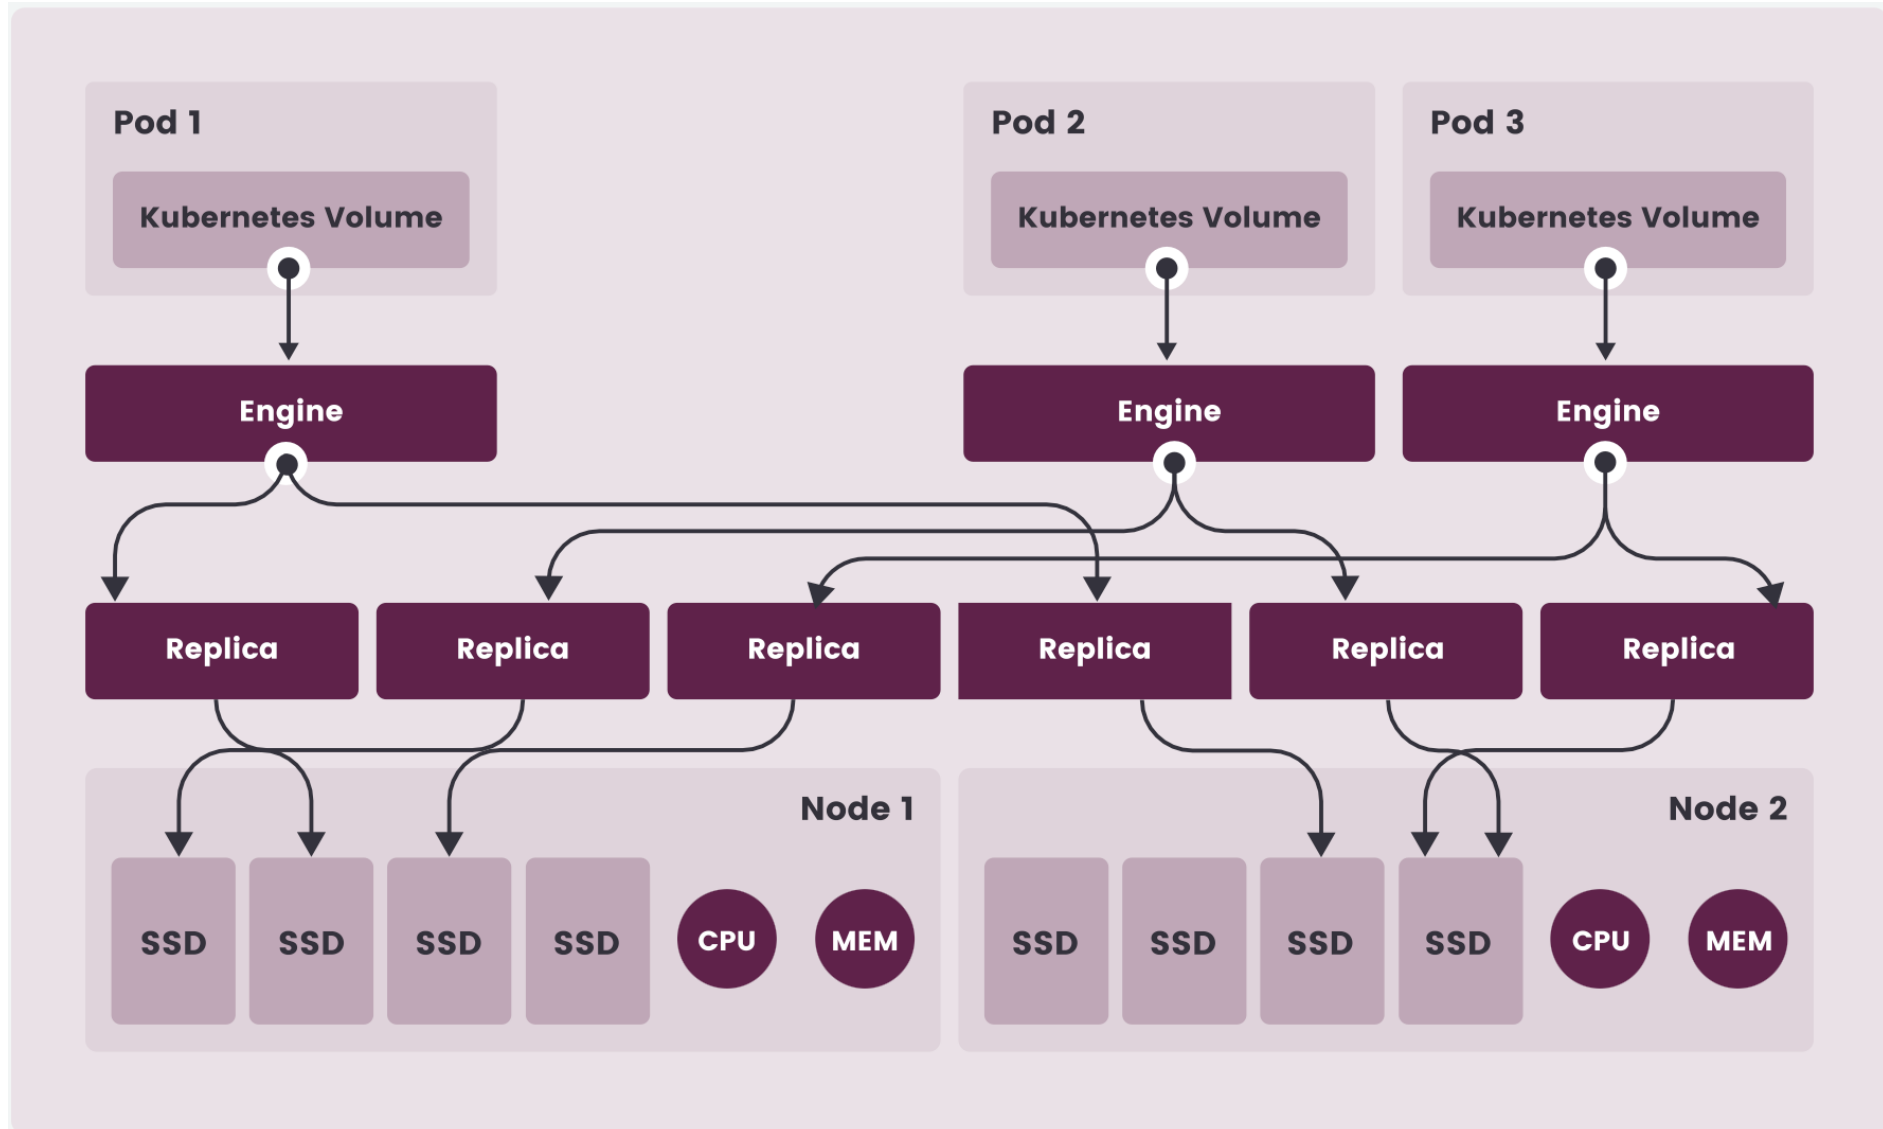 Pod 1
Pod 2
Pod 3
Kubernetes Volume
Kubernetes Volume
Kubernetes Volume
Engine
Engine
Engine
Replica
Replica
Replica
Replica
Replica
Replica
Node 1
Node 2
SSD
SSD
SSD
SSD
CPU
MEM
SSD
SSD
SSD
SSD
CPU
MEM